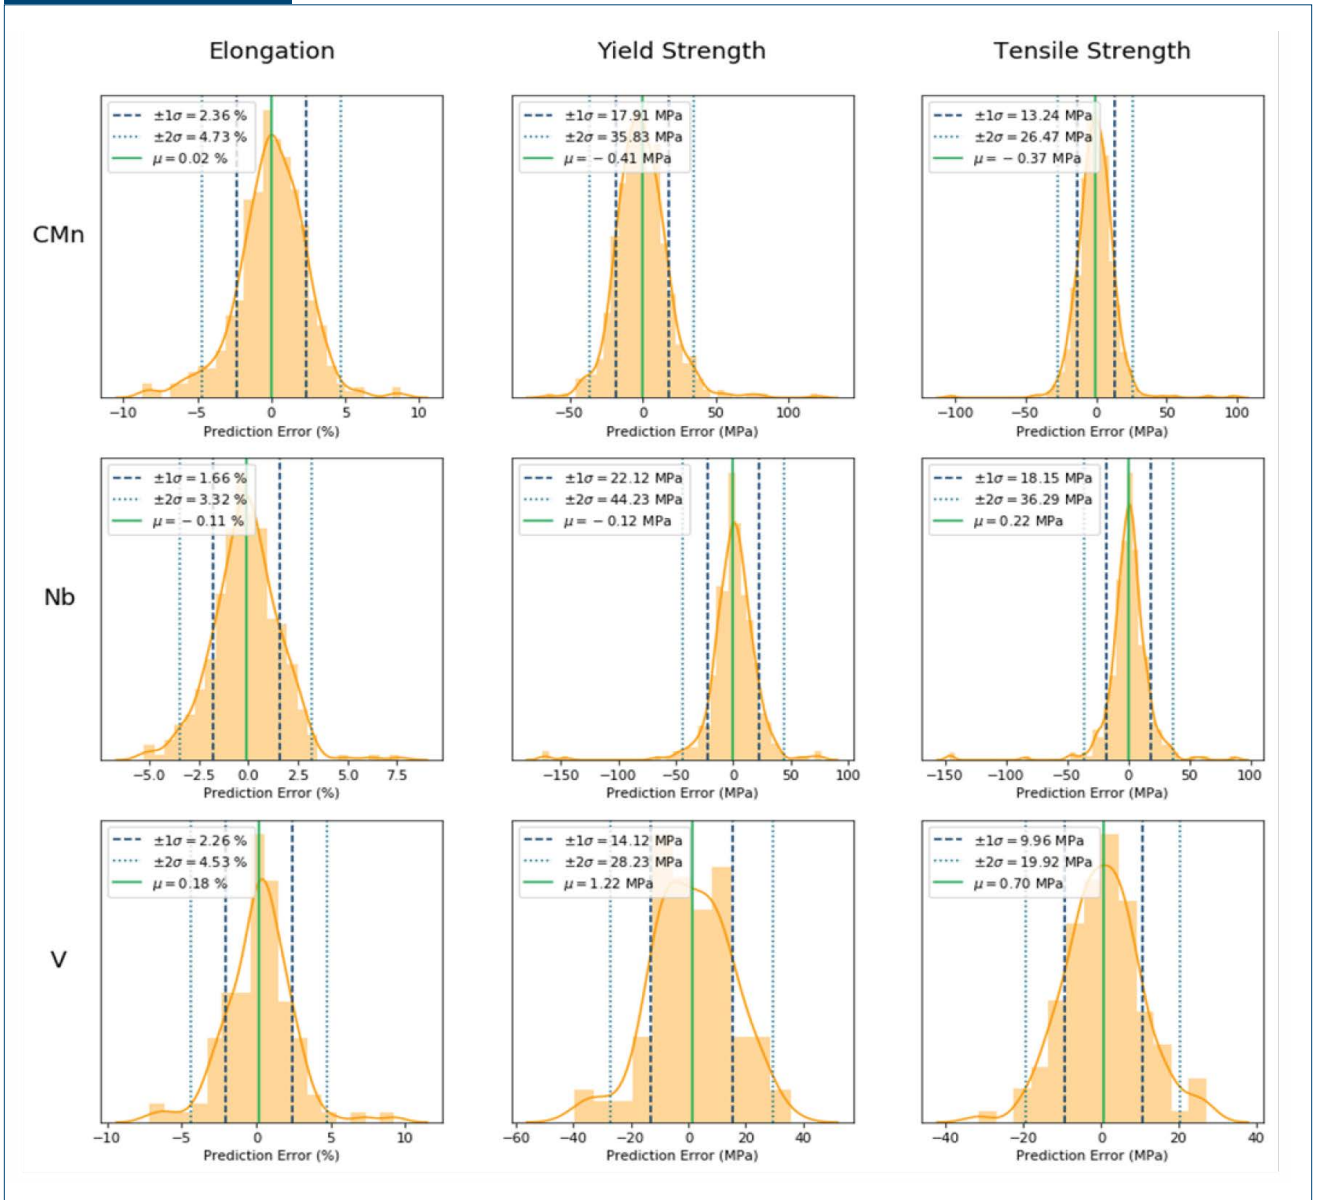 Elongation Yield Strength Tensile Strength
±1σ = 2.36 % ±1σ = 17.91 MPa ±1σ = 13.24 MPa
±2σ = 4.73 % ±2σ = 35.83 MPa ±2σ = 26.47 MPa
μ = 0.02 % μ = − 0.41 MPa μ = − 0.37 MPa
CMn
−10 −5 0 5 10 −50 0 50 100 −100 −50 0 50 100
Prediction Error (%) Prediction Error (MPa) Prediction Error (MPa)
±1σ = 1.66 % ±1σ = 22.12 MPa ±1σ = 18.15 MPa
±2σ = 3.32 % ±2σ = 44.23 MPa ±2σ = 36.29 MPa
μ = − 0.11 % μ = − 0.12 MPa μ = 0.22 MPa
Nb
−5.0 −2.5 0.0 2.5 5.0 7.5 −150 −100 −50 0 50 100 −150 −100 −50 0 50 100
Prediction Error (%) Prediction Error (MPa) Prediction Error (MPa)
±1σ = 2.26 % ±1σ = 14.12 MPa ±1σ = 9.96 MPa
±2σ = 4.53 % ±2σ = 28.23 MPa ±2σ = 19.92 MPa
μ = 0.18 % μ = 1.22 MPa μ = 0.70 MPa
V
−10 −5 0 5 10 −60 −40 −20 0 20 40 −40 −20 0 20 40
Prediction Error (%) Prediction Error (MPa) Prediction Error (MPa)